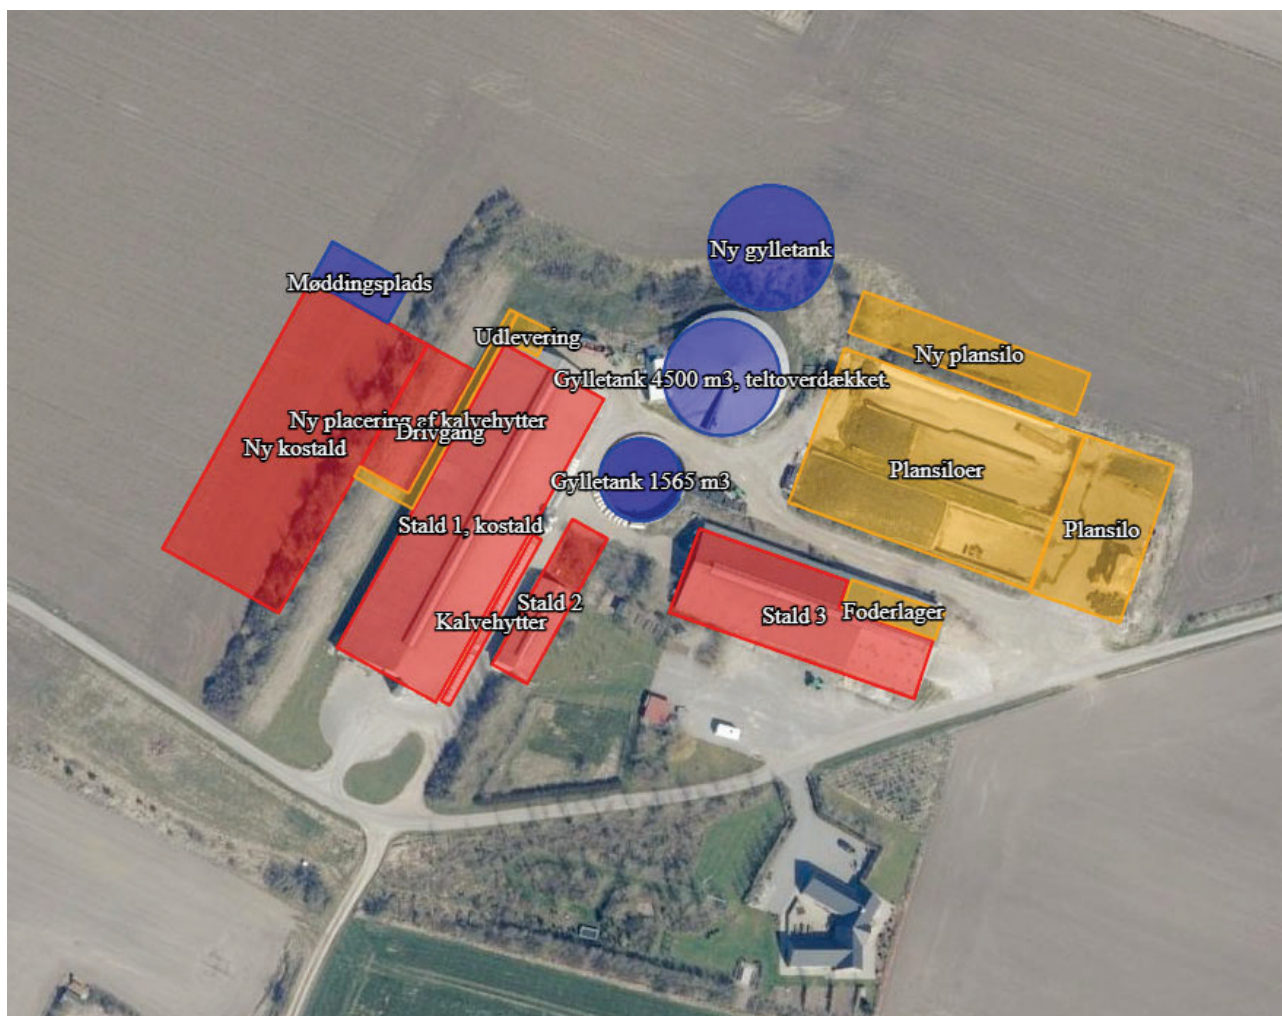 Ny gylletank
Møddingsplads
Udlevering
Ny plansilo
Gylletank 4500 m3, teltoverdækket.
Ny placering af kalvehytter
Drivgang
Ny kostald
Plansiloer
Gylletank 1565 m3
Stald 1, kostald
Plansilo
Stald 2
Kalvehytter
Stald 3
Foderlager